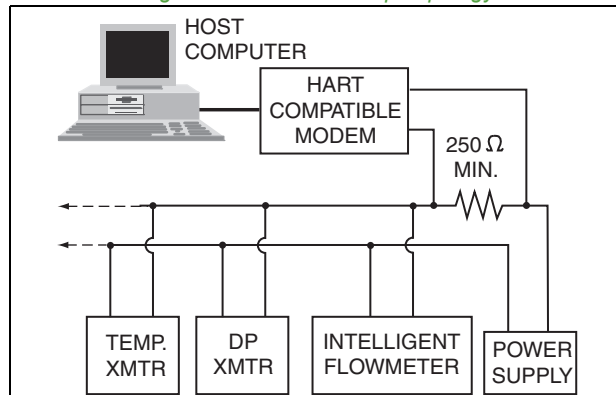 HOST
COMPUTER
HART
COMPATIBLE
MODEM
250 Ω
MIN.
TEMP.
XMTR
DP
XMTR
INTELLIGENT
FLOWMETER
POWER
SUPPLY